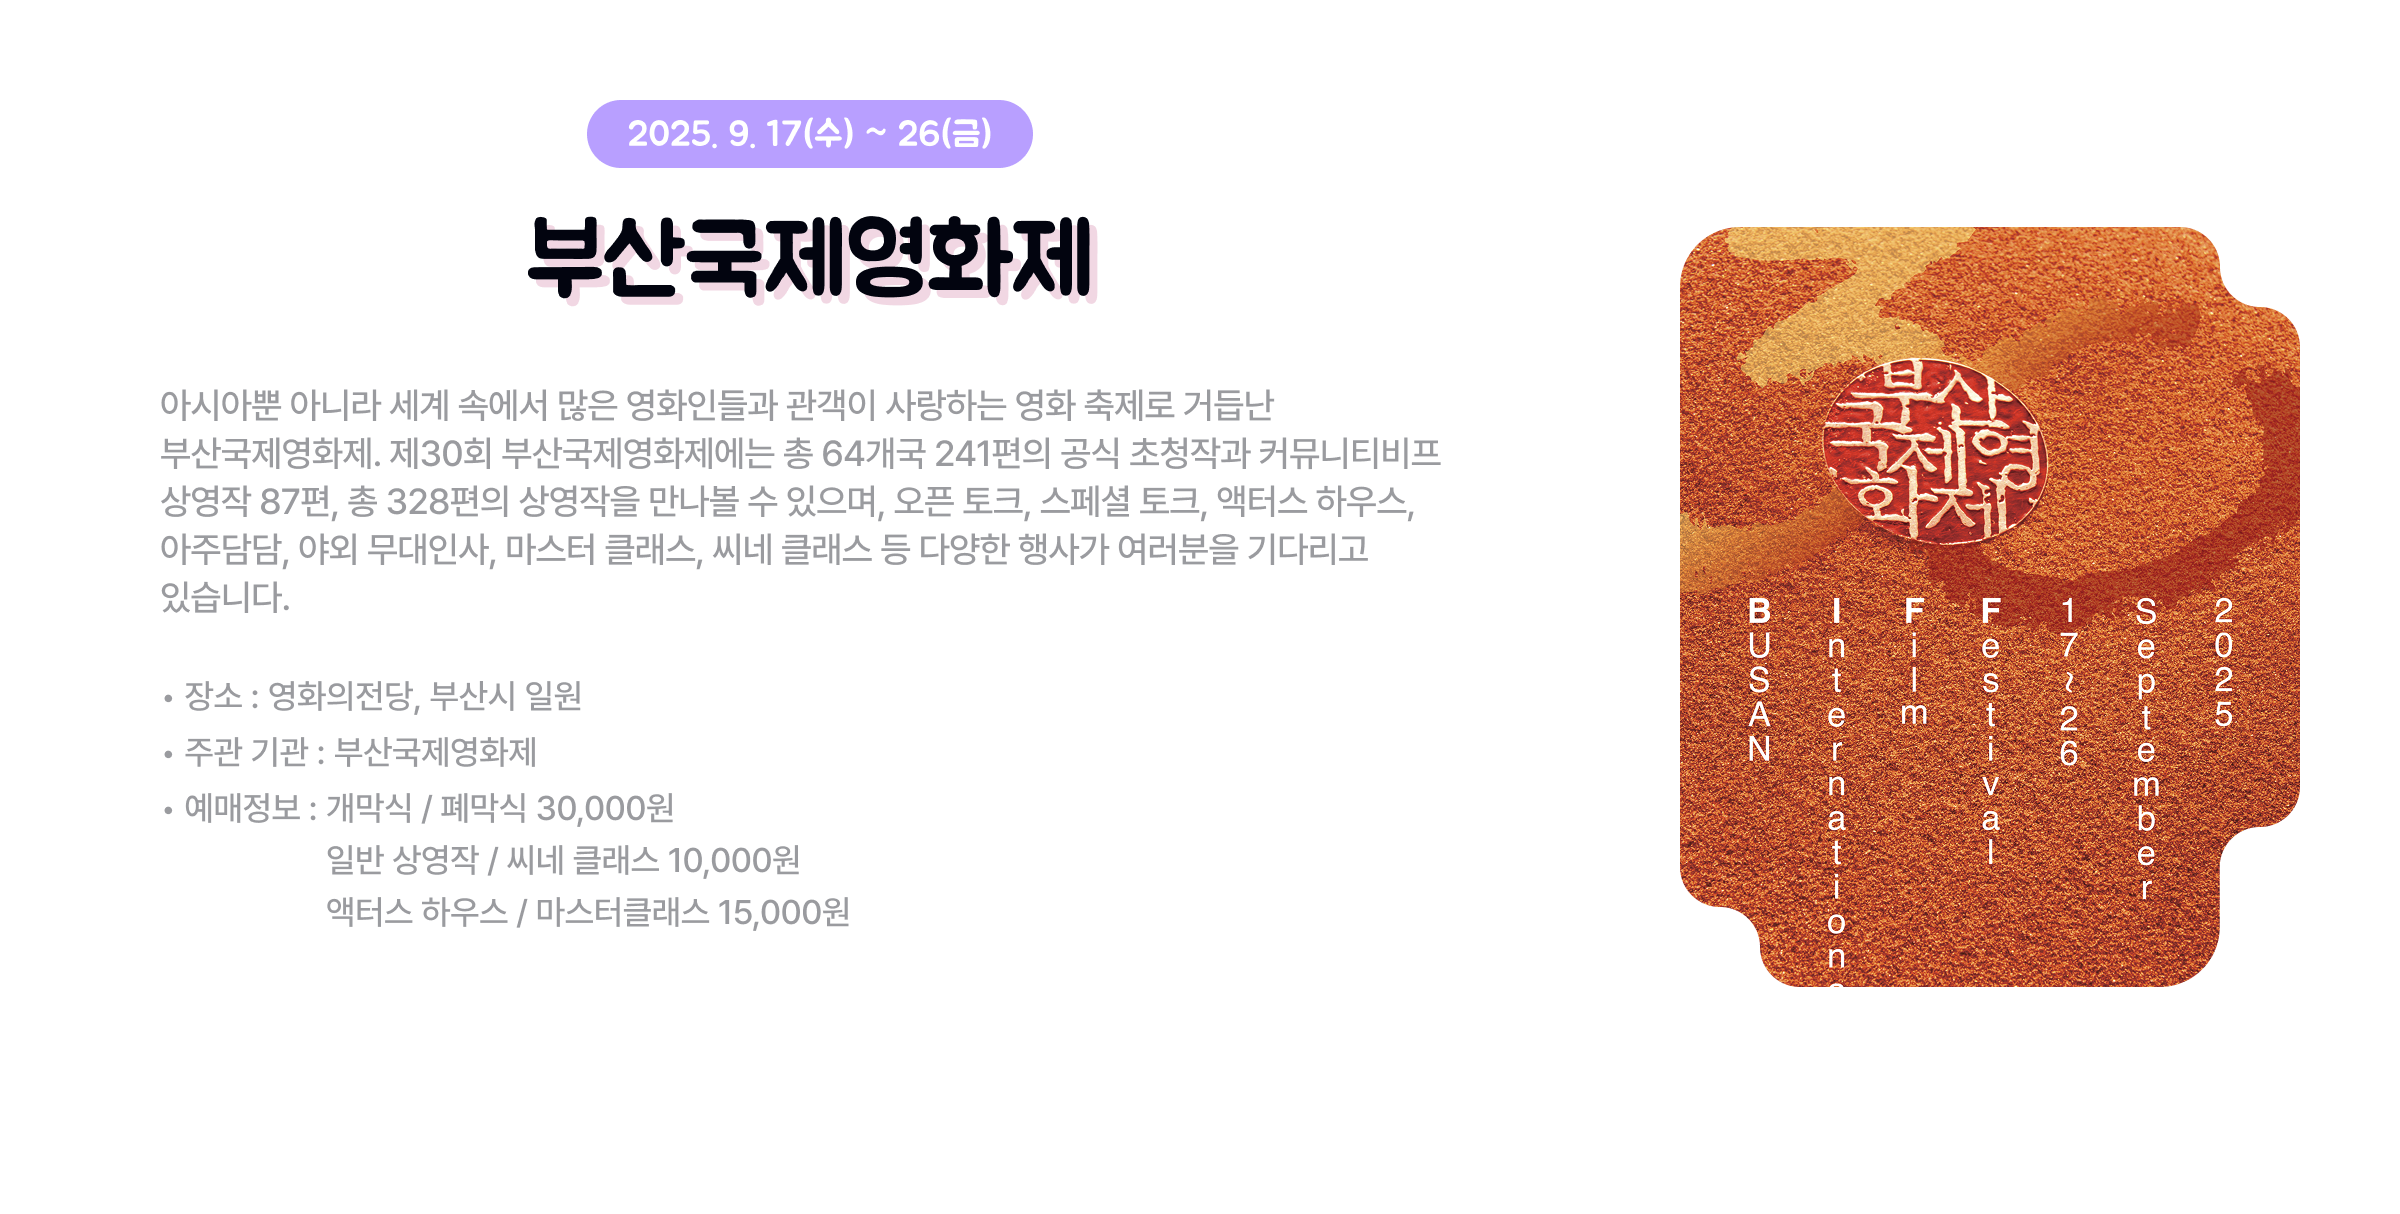 2025. 9. 17(수) ~ 26(금)
부산국제영화제
아시아뿐 아니라 세계 속에서 많은 영화인들과 관객이 사랑하는 영화 축제로 거듭난
부산국제영화제. 제30회 부산국제영화제에는 총 64개국 241편의 공식 초청작과 커뮤니티비프
상영작 87편, 총 328편의 상영작을 만나볼 수 있으며, 오픈 토크, 스페셜 토크, 액터스 하우스,
아주담담, 야외 무대인사, 마스터 클래스, 씨네 클래스 등 다양한 행사가 여러분을 기다리고
있습니다.
• 장소 : 영화의전당, 부산시 일원
• 주관 기관 : 부산국제영화제
• 예매정보 : 개막식 / 폐막식 30,000원
일반 상영작 / 씨네 클래스 10,000원
액터스 하우스 / 마스터클래스 15,000원
부산
국제영
화제
BUSAN
Internation
Film
Festival
17~26
September
2025